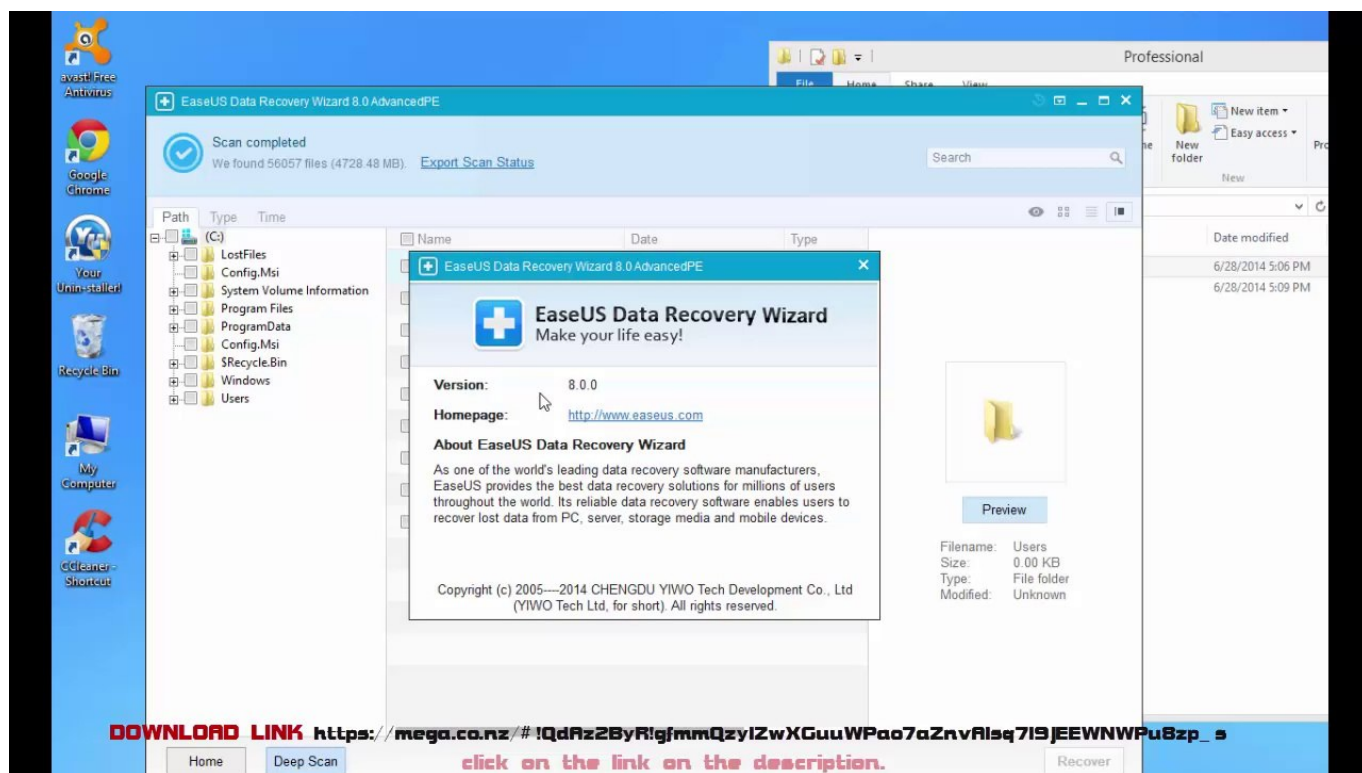 avast! Free
Antivirus
Google
Chrome
Your
Unin-staller!
Recycle Bin
My
Computer
CCleaner -
Shortcut
Professional
File Home Share View
New item
Easy access
New
folder
New
Date modified
6/28/2014 5:06 PM
6/28/2014 5:09 PM
EaseUS Data Recovery Wizard 8.0 AdvancedPE
Scan completed
We found 56057 files (4728.48 MB). Export Scan Status
Search
Path Type Time
Name Date Type
(C:)
LostFiles
Config.Msi
System Volume Information
Program Files
ProgramData
Config.Msi
$Recycle.Bin
Windows
Users
EaseUS Data Recovery Wizard 8.0 AdvancedPE
EaseUS Data Recovery Wizard
Make your life easy!
Version: 8.0.0
Homepage: http://www.easeus.com
About EaseUS Data Recovery Wizard
As one of the world's leading data recovery software manufacturers,
EaseUS provides the best data recovery solutions for millions of users
throughout the world. Its reliable data recovery software enables users to
recover lost data from PC, server, storage media and mobile devices.
Copyright (c) 2005----2014 CHENGDU YIWO Tech Development Co., Ltd
(YIWO Tech Ltd, for short). All rights reserved.
Preview
Filename: Users
Size: 0.00 KB
Type: File folder
Modified: Unknown
DOWNLOAD LINK
click on the link on the description.
Home Deep Scan Recover